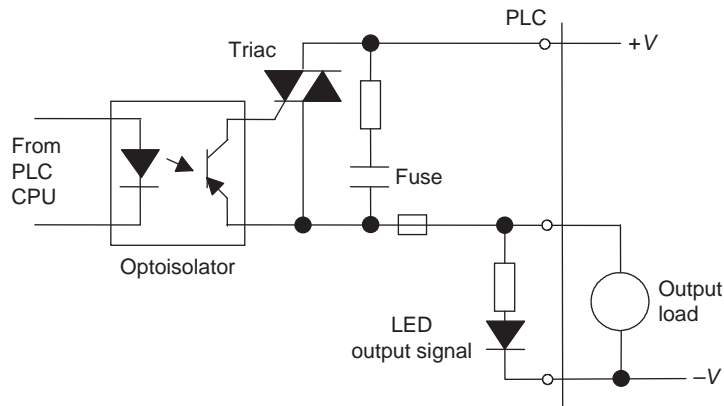 PLC
+V
Triac
From
PLC
CPU
Fuse
Optoisolator
LED
output signal
Output
load
−V